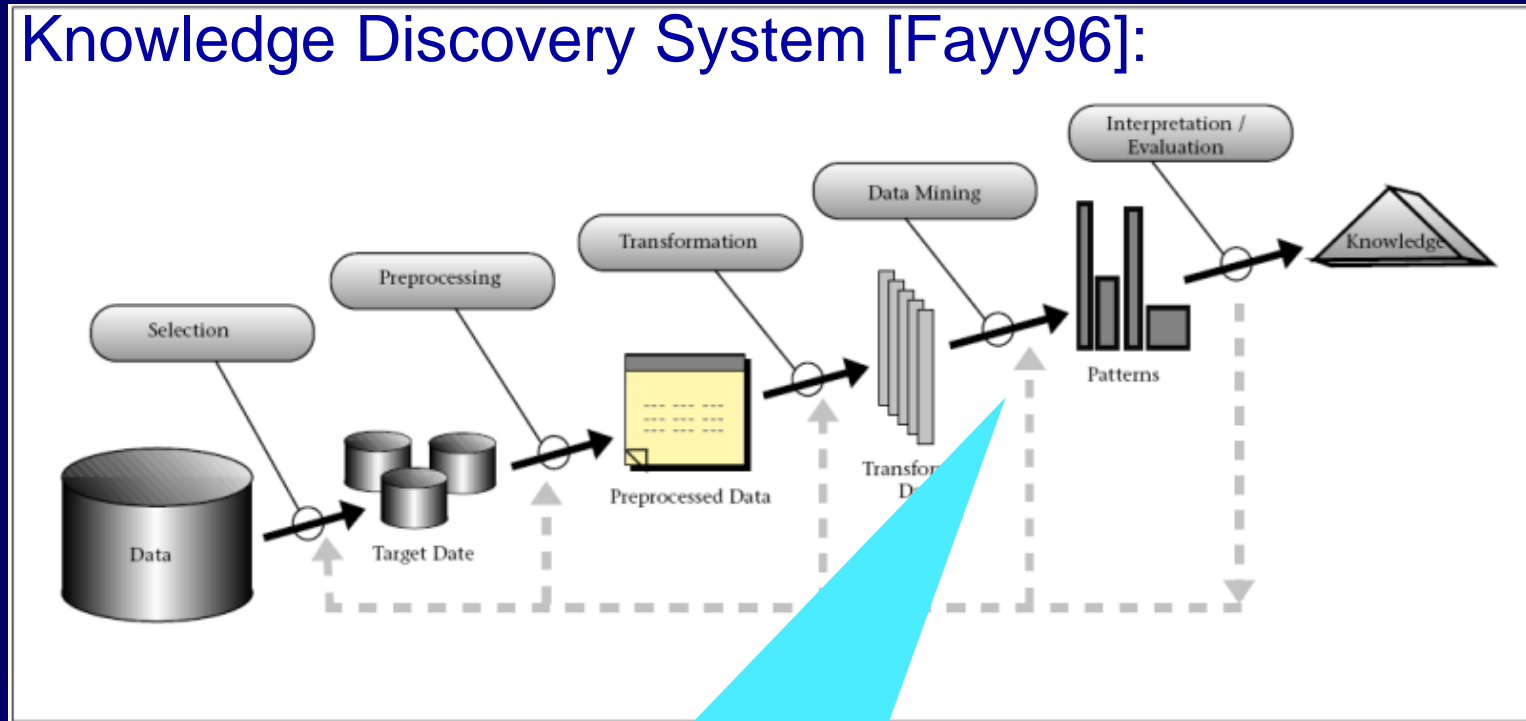 Knowledge Discovery System [Fayy96]:
Interpretation /
Evaluation
Data Mining
Transformation
Preprocessing
Selection
Knowledge
Patterns
Preprocessed Data
Target Date
Data